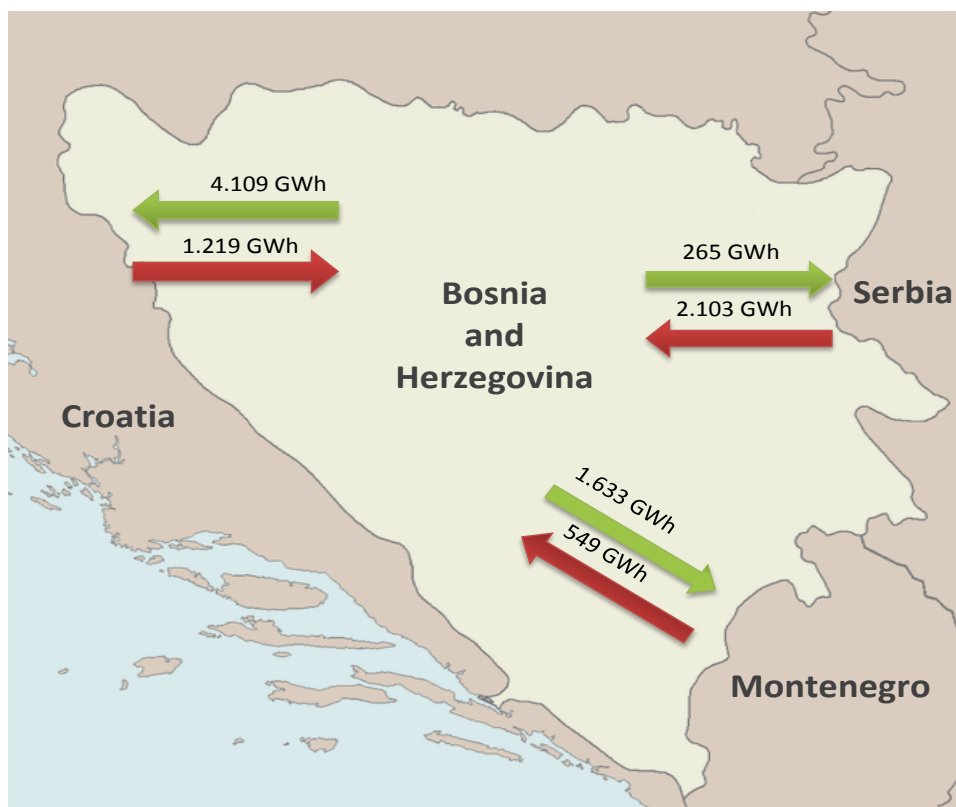 4.109 GWh
1.219 GWh
265 GWh
2.103 GWh
Bosnia
and
Herzegovina
Serbia
Croatia
1.633 GWh
549 GWh
Montenegro